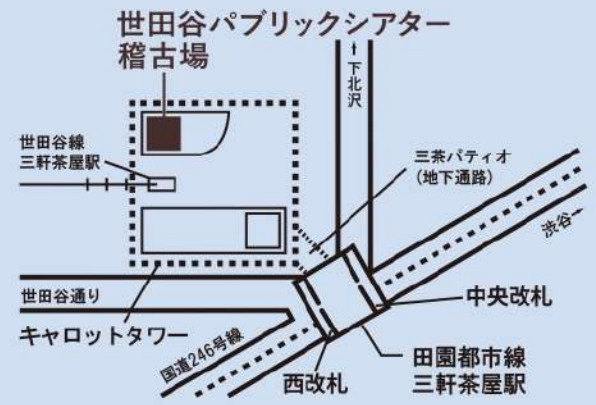 世田谷パブリックシアター
稽古場
↑下北沢
世田谷線
三軒茶屋駅
三茶パティオ
(地下通路)
渋谷→
世田谷通り
中央改札
キャロットタワー
国道246号線
西改札
田園都市線
三軒茶屋駅